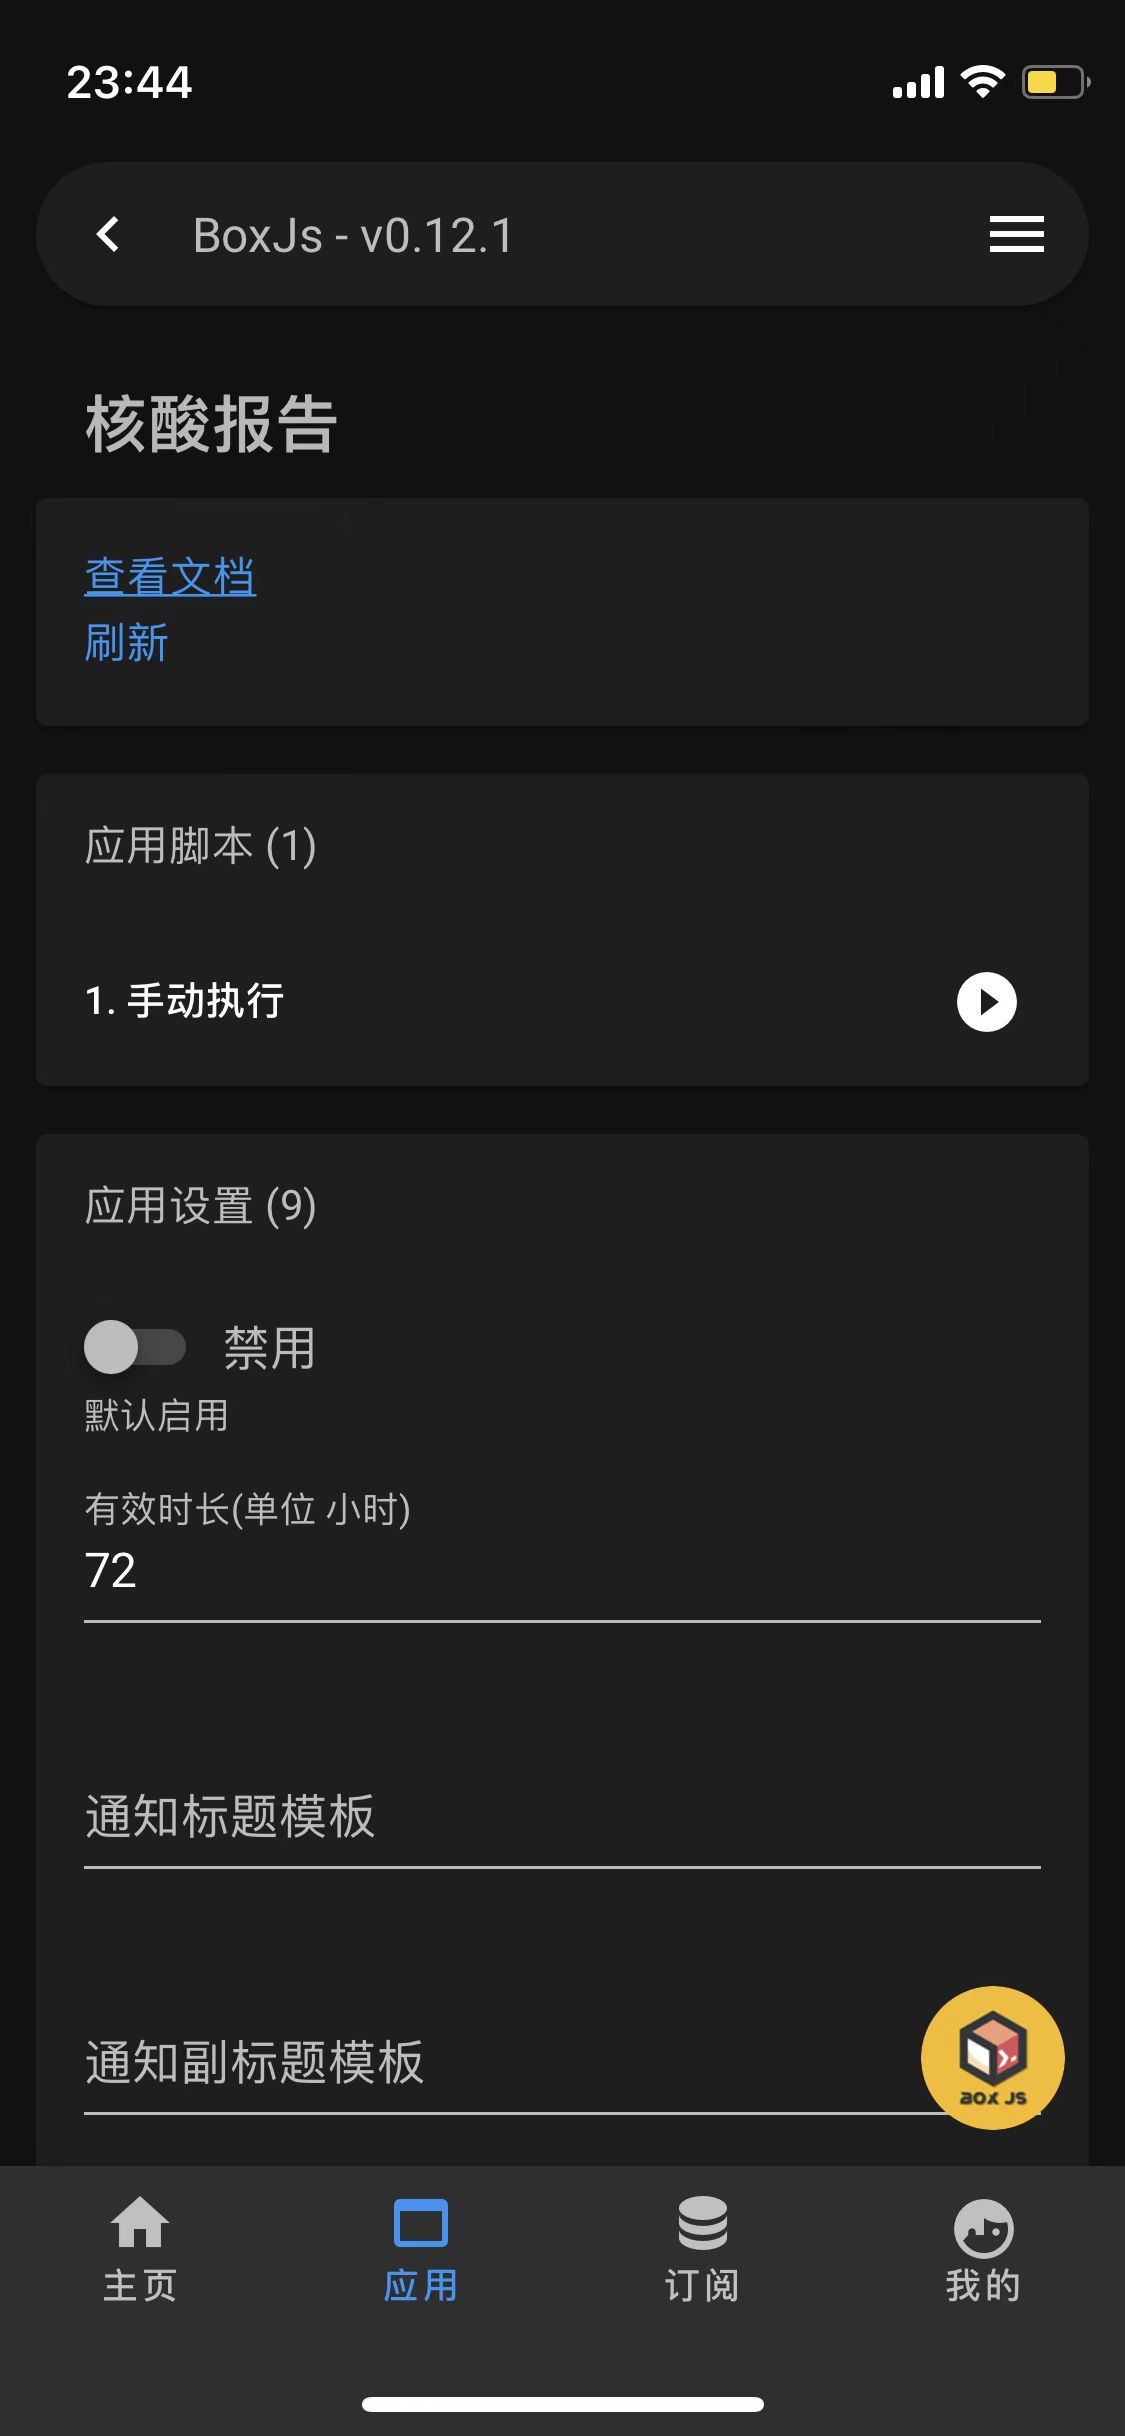 23:44
BoxJs - v0.12.1
核酸报告
查看文档
刷新
应用脚本 (1)
1. 手动执行
应用设置 (9)
禁用
默认启用
有效时长(单位 小时)
72
通知标题模板
通知副标题模板
BOX JS
主页
应用
订阅
我的